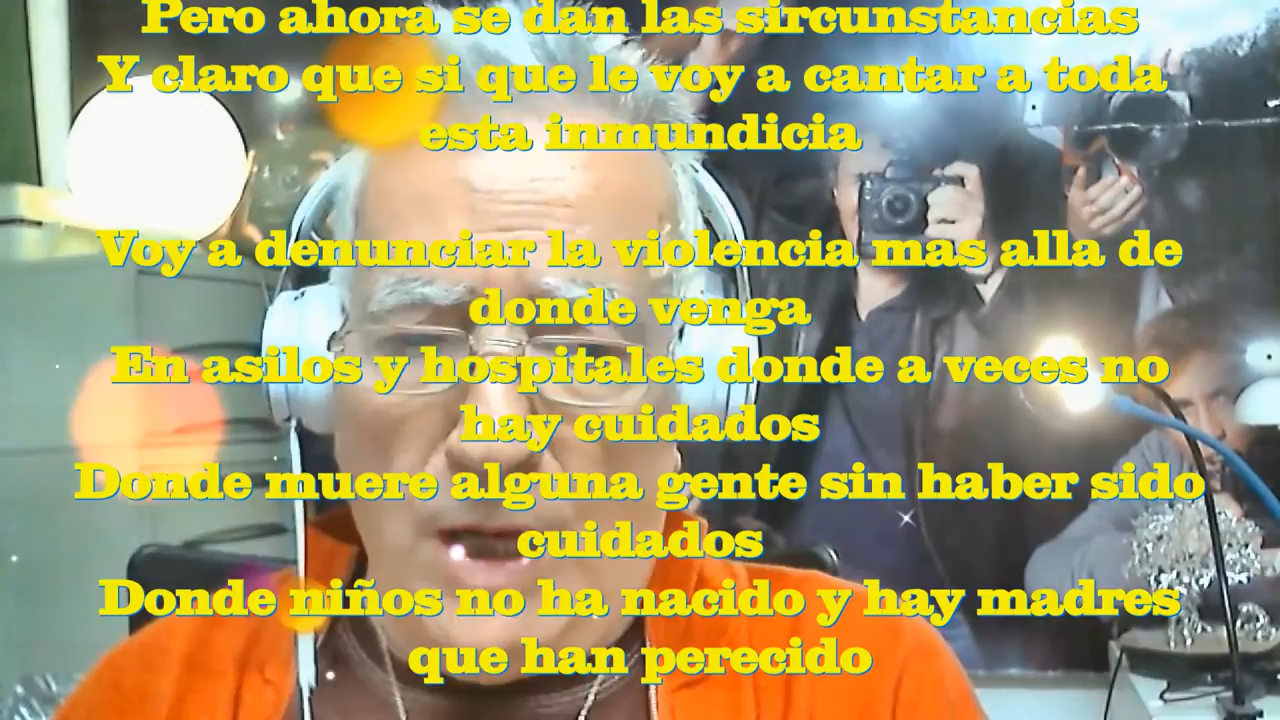 Pero ahora se dan las sircunstancias
Y claro que si que le voy a cantar a toda
esta inmundicia
Voy a denunciar la violencia mas alla de
donde venga
En asilos y hospitales donde a veces no
hay cuidados
Donde muere alguna gente sin haber sido
cuidados
Donde niños no ha nacido y hay madres
que han perecido